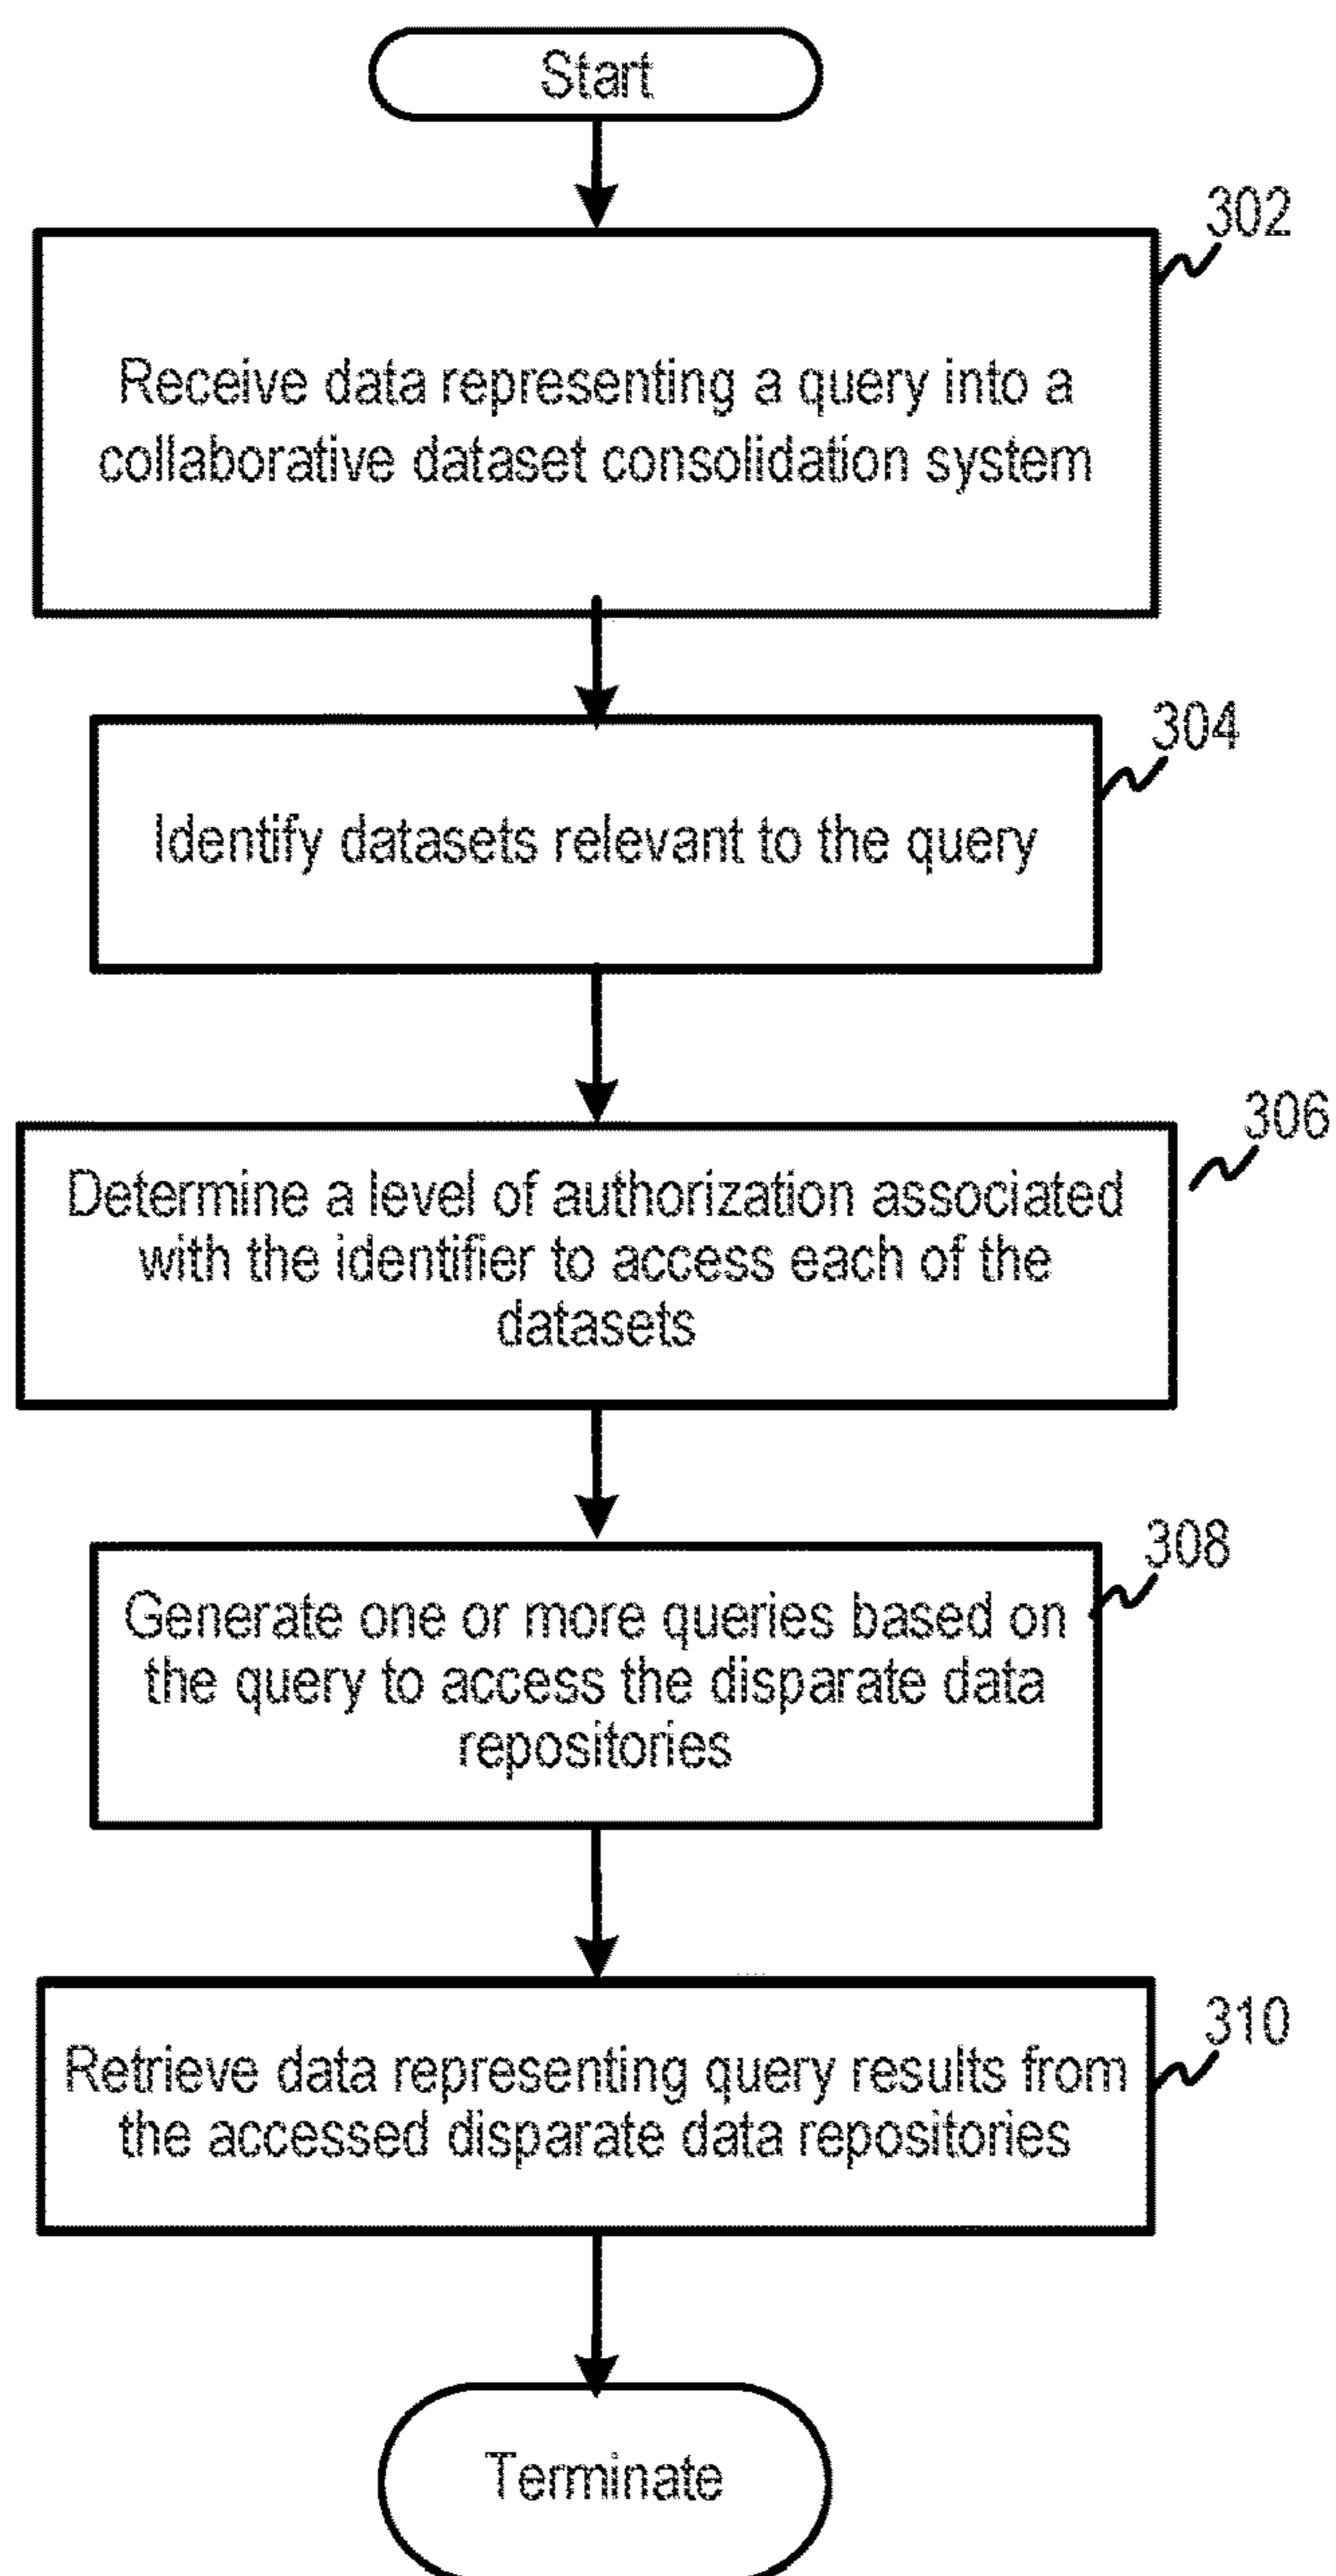 Start
302
Receive data representing a query into a
collaborative dataset consolidation system
304
Identify datasets relevant to the query
306
Determine a level of authorization associated
with the identifier to access each of the
datasets
308
Generate one or more queries based on
the query to access the disparate data
repositories
310
Retrieve data representing query results from
the accessed disparate data repositories
Terminate